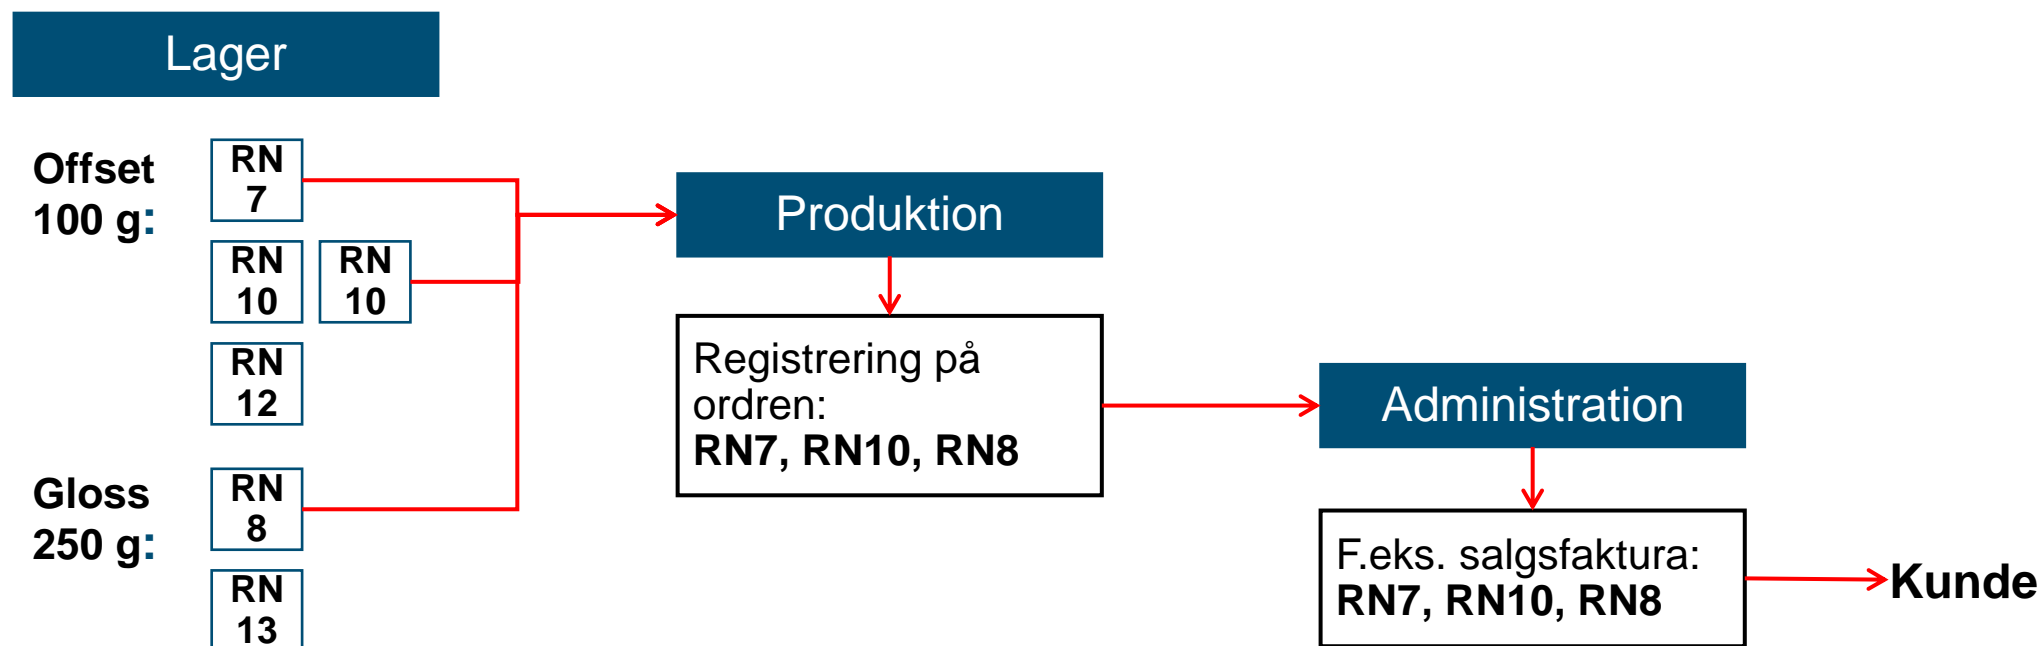 Lager
Offset
100 g:
RN
7
RN
10
RN
10
RN
12
Gloss
250 g:
RN
8
RN
13
Produktion
Registrering på
ordren:
RN7, RN10, RN8
Administration
F.eks. salgsfaktura:
RN7, RN10, RN8
Kunde